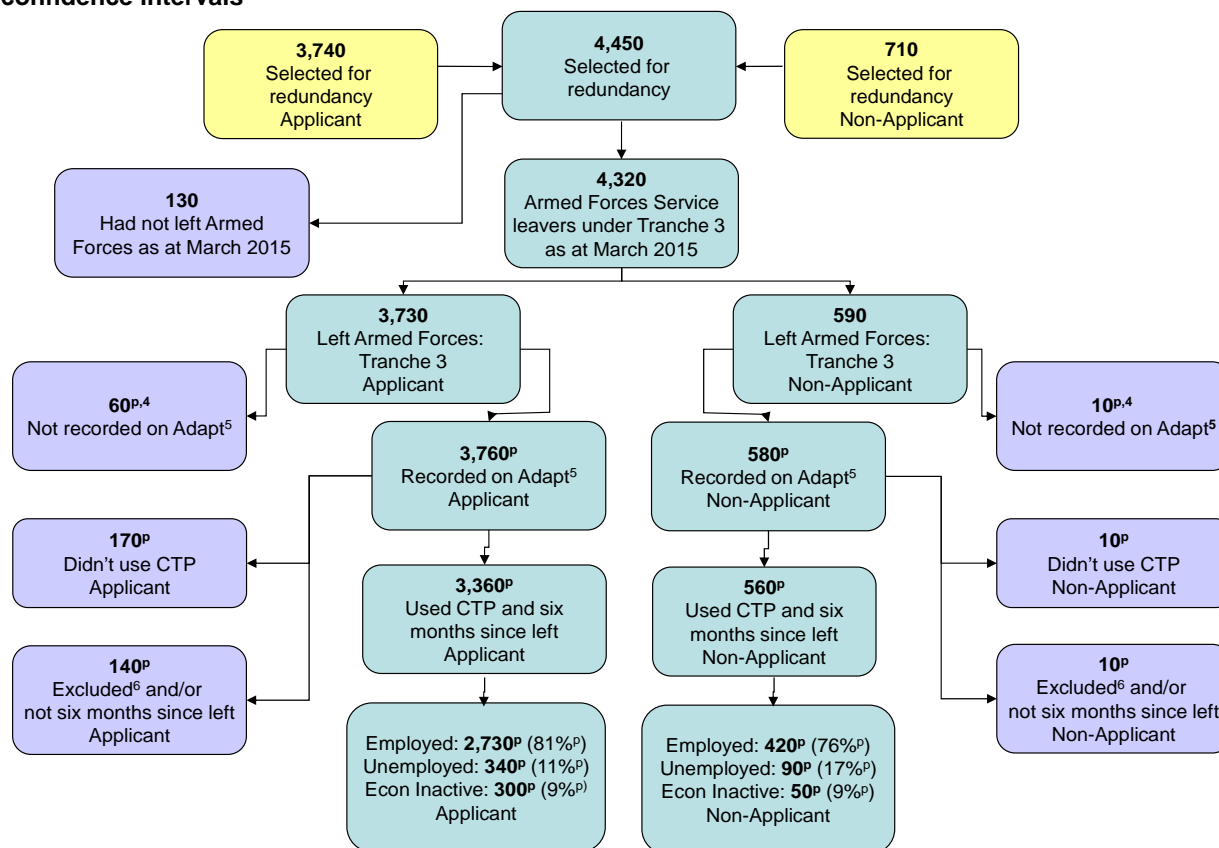 confidence intervals
3,740
Selected for
redundancy
Applicant
4,450
Selected for
redundancy
710
Selected for
redundancy
Non-Applicant
130
Had not left Armed
Forces as at March 2015
4,320
Armed Forces Service
leavers under Tranche 3
as at March 2015
3,730
Left Armed Forces:
Tranche 3
Applicant
590
Left Armed Forces:
Tranche 3
Non-Applicant
60ᵖ,⁴
Not recorded on Adapt⁵
10ᵖ,⁴
Not recorded on Adapt⁵
3,760ᵖ
Recorded on Adapt⁵
Applicant
580ᵖ
Recorded on Adapt⁵
Non-Applicant
170ᵖ
Didn't use CTP
Applicant
10ᵖ
Didn't use CTP
Non-Applicant
3,360ᵖ
Used CTP and six
months since left
Applicant
560ᵖ
Used CTP and six
months since left
Non-Applicant
140ᵖ
Excluded⁶ and/or
not six months since left
Applicant
10ᵖ
Excluded⁶ and/or
not six months since left
Non-Applicant
Employed: 2,730ᵖ (81%ᵖ)
Unemployed: 340ᵖ (11%ᵖ)
Econ Inactive: 300ᵖ (9%ᵖ⁾
Applicant
Employed: 420ᵖ (76%ᵖ)
Unemployed: 90ᵖ (17%ᵖ)
Econ Inactive: 50ᵖ (9%ᵖ)
Non-Applicant